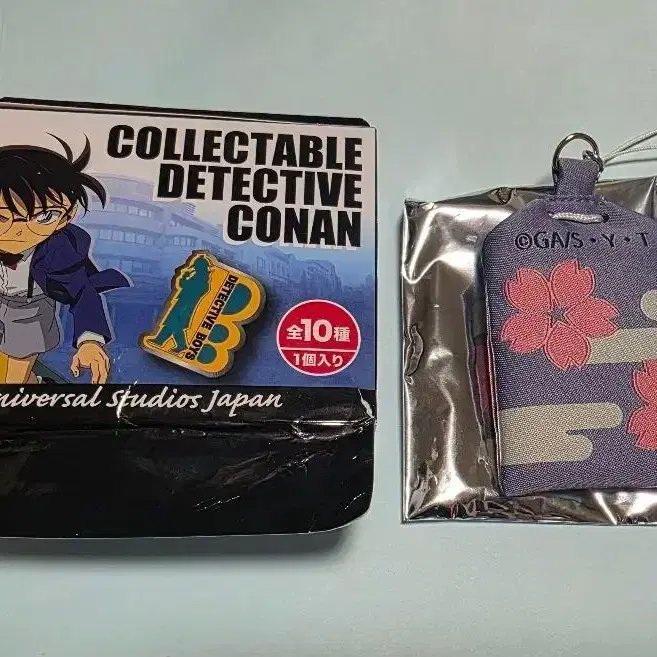 COLLECTABLE
DETECTIVE
CONAN
DETECTIVE BOYS
全10種
1個入り
niversal Studios Japan
©GA/S・Y・T